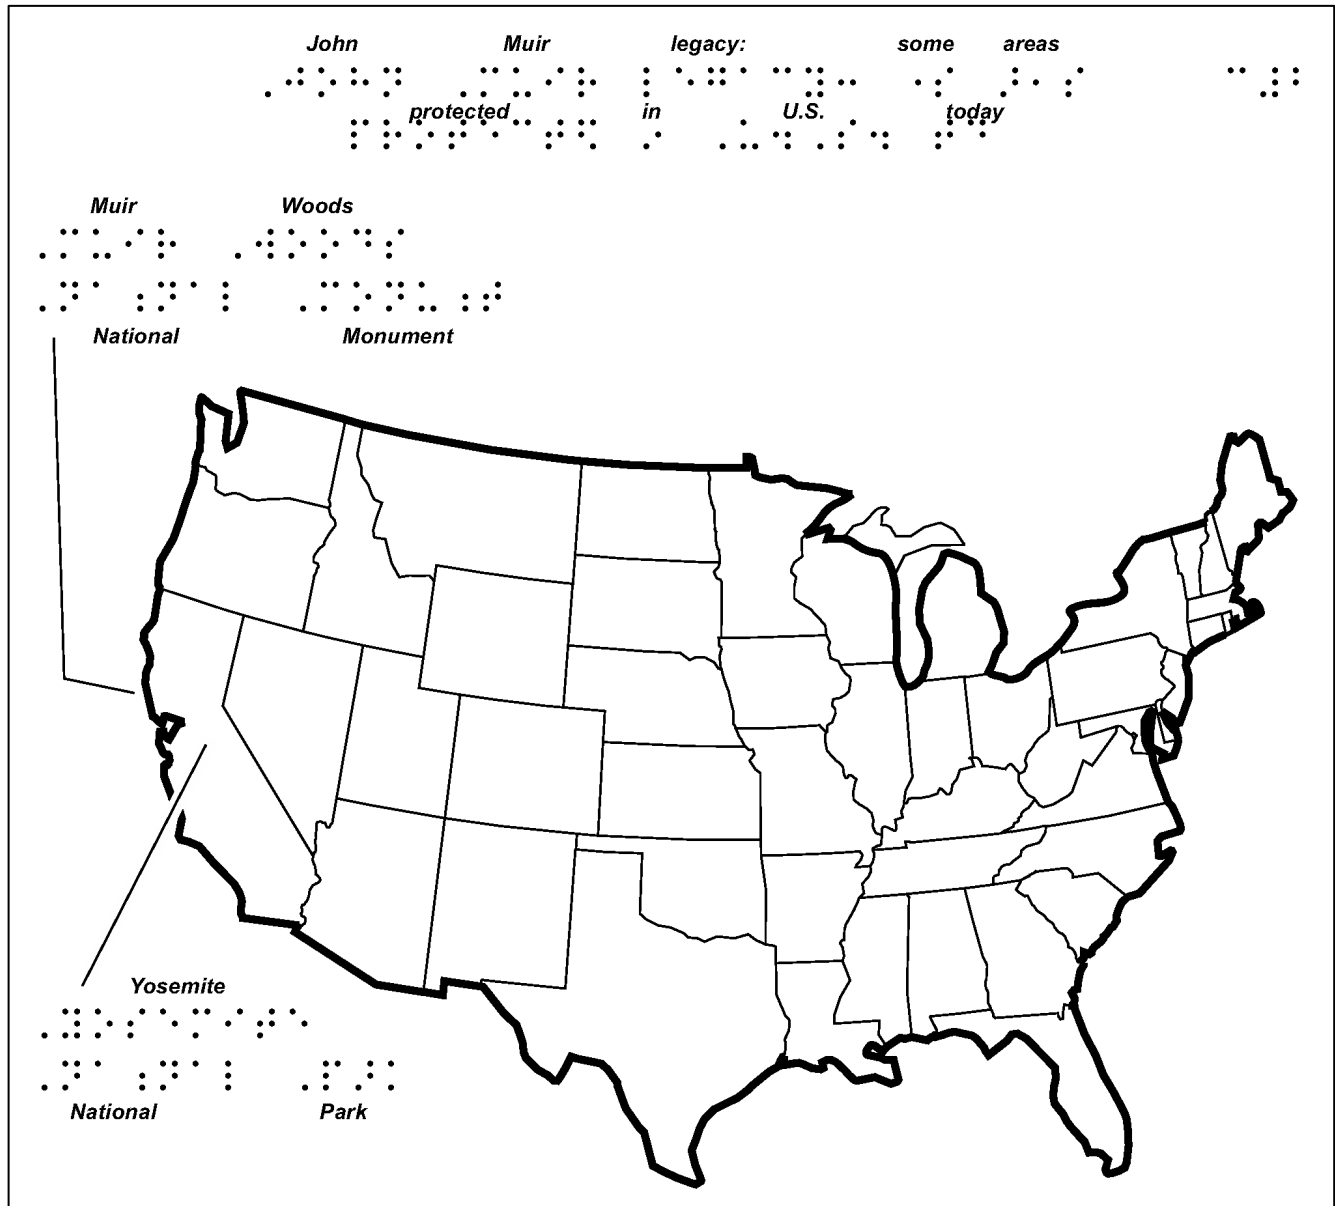 John Muir legacy: some areas
⠠⠚⠕⠓⠝ ⠠⠍⠥⠊⠗ ⠇⠑⠛⠁⠉⠽⠒ ⠐⠎ ⠜⠂⠎ ⠉⠼⠃
protected in U.S. today
⠏⠗⠕⠞⠑⠉⠞⠫ ⠔ ⠠⠥⠲⠠⠎⠲ ⠞⠙
Muir Woods
⠠⠍⠥⠊⠗ ⠠⠺⠕⠕⠙⠎
⠠⠝⠁⠰⠝⠁⠇ ⠠⠍⠕⠝⠥⠰⠞
National Monument
Yosemite
⠠⠽⠕⠎⠑⠍⠊⠞⠑
⠠⠝⠁⠰⠝⠁⠇ ⠠⠏⠜⠅
National Park